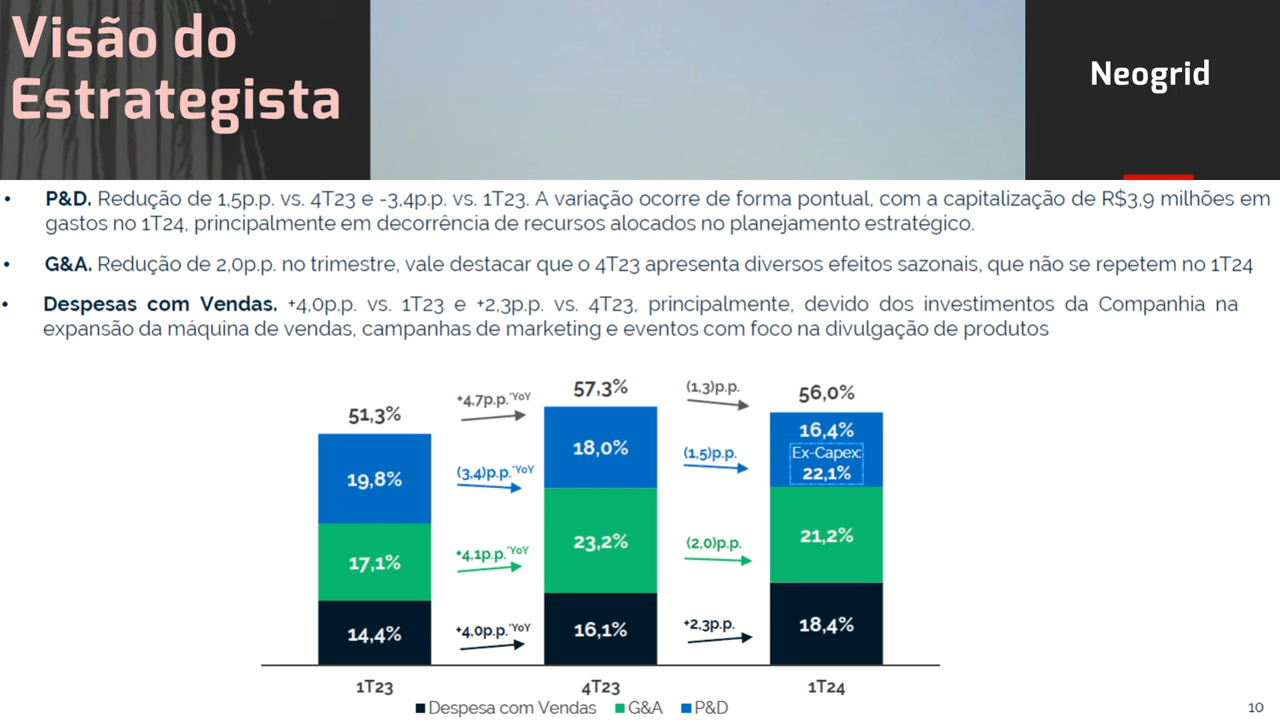 Visão do
Estrategista
Neogrid
• P&D. Redução de 1,5p.p. vs. 4T23 e -3,4p.p. vs. 1T23. A variação ocorre de forma pontual, com a capitalização de R$3,9 milhões em
gastos no 1T24, principalmente em decorrência de recursos alocados no planejamento estratégico.
• G&A. Redução de 2,0p.p. no trimestre, vale destacar que o 4T23 apresenta diversos efeitos sazonais, que não se repetem no 1T24
• Despesas com Vendas. +4,0p.p. vs. 1T23 e +2,3p.p. vs. 4T23, principalmente, devido dos investimentos da Companhia na
expansão da máquina de vendas, campanhas de marketing e eventos com foco na divulgação de produtos
51,3%
+4,7p.p.*YoY
57,3%
(1,3)p.p.
56,0%
19,8%
(3,4)p.p.*YoY
18,0%
(1,5)p.p.
16,4%
Ex-Capex:
22,1%
17,1%
+4,1p.p.*YoY
23,2%
(2,0)p.p.
21,2%
14,4%
+4,0p.p.*YoY
16,1%
+2,3p.p.
18,4%
1T23
4T23
1T24
Despesa com Vendas
G&A
P&D
10